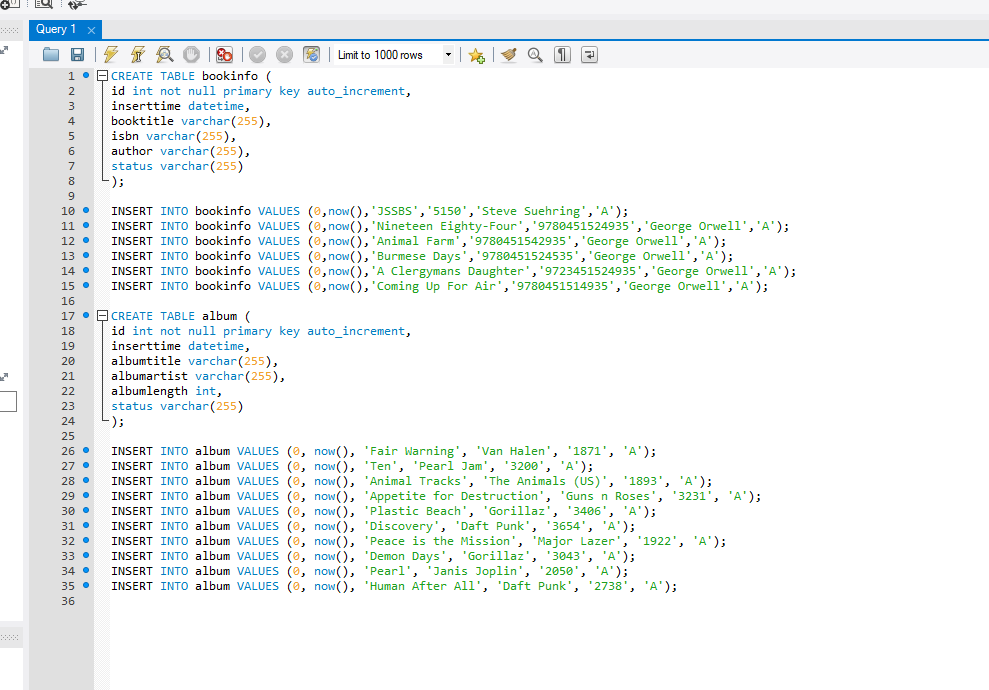 Query 1
Limit to 1000 rows
1 CREATE TABLE bookinfo (
2 id int not null primary key auto_increment,
3 inserttime datetime,
4 booktitle varchar(255),
5 isbn varchar(255),
6 author varchar(255),
7 status varchar(255)
8 );
9
10 INSERT INTO bookinfo VALUES (0,now(),'JSSBS','5150','Steve Suehring','A');
11 INSERT INTO bookinfo VALUES (0,now(),'Nineteen Eighty-Four','9780451524935','George Orwell','A');
12 INSERT INTO bookinfo VALUES (0,now(),'Animal Farm','9780451542935','George Orwell','A');
13 INSERT INTO bookinfo VALUES (0,now(),'Burmese Days','9780451524535','George Orwell','A');
14 INSERT INTO bookinfo VALUES (0,now(),'A Clergymans Daughter','9723451524935','George Orwell','A');
15 INSERT INTO bookinfo VALUES (0,now(),'Coming Up For Air','9780451514935','George Orwell','A');
16
17 CREATE TABLE album (
18 id int not null primary key auto_increment,
19 inserttime datetime,
20 albumtitle varchar(255),
21 albumartist varchar(255),
22 albumlength int,
23 status varchar(255)
24 );
25
26 INSERT INTO album VALUES (0, now(), 'Fair Warning', 'Van Halen', '1871', 'A');
27 INSERT INTO album VALUES (0, now(), 'Ten', 'Pearl Jam', '3200', 'A');
28 INSERT INTO album VALUES (0, now(), 'Animal Tracks', 'The Animals (US)', '1893', 'A');
29 INSERT INTO album VALUES (0, now(), 'Appetite for Destruction', 'Guns n Roses', '3231', 'A');
30 INSERT INTO album VALUES (0, now(), 'Plastic Beach', 'Gorillaz', '3406', 'A');
31 INSERT INTO album VALUES (0, now(), 'Discovery', 'Daft Punk', '3654', 'A');
32 INSERT INTO album VALUES (0, now(), 'Peace is the Mission', 'Major Lazer', '1922', 'A');
33 INSERT INTO album VALUES (0, now(), 'Demon Days', 'Gorillaz', '3043', 'A');
34 INSERT INTO album VALUES (0, now(), 'Pearl', 'Janis Joplin', '2050', 'A');
35 INSERT INTO album VALUES (0, now(), 'Human After All', 'Daft Punk', '2738', 'A');
36